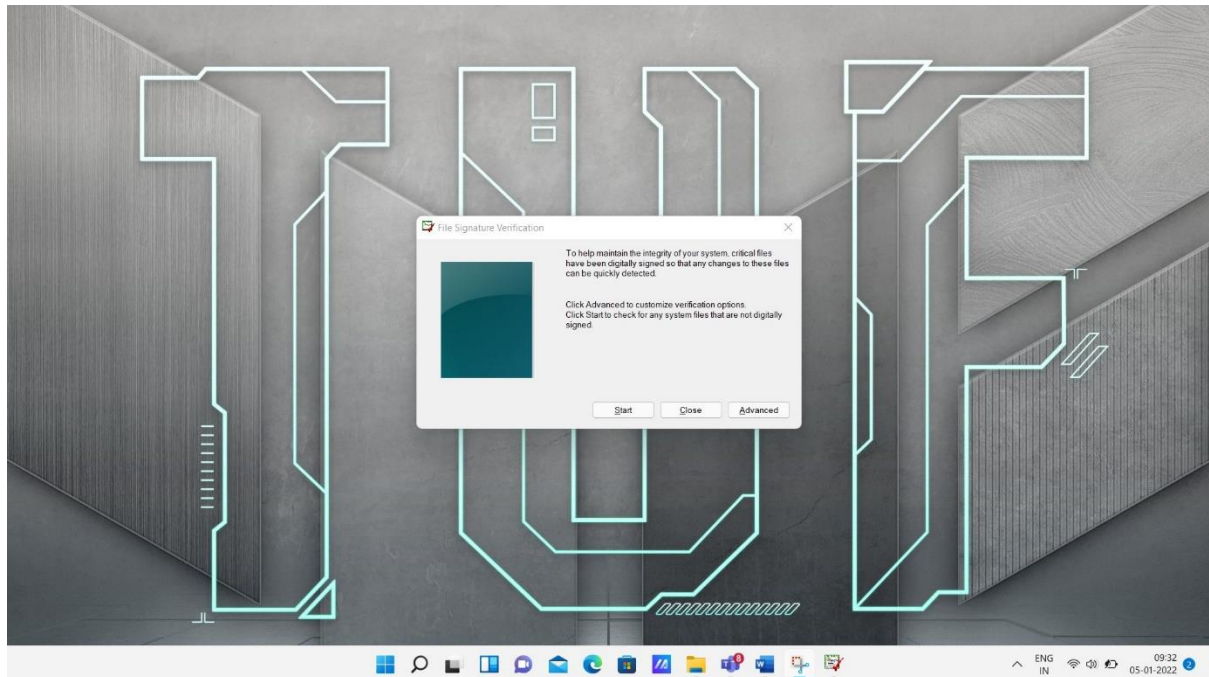 TUF
File Signature Verification
To help maintain the integrity of your system, critical files
have been digitally signed so that any changes to these files
can be quickly detected.
Click Advanced to customize verification options.
Click Start to check for any system files that are not digitally
signed.
Start Close Advanced
8
ENG
IN
09:32
05-01-2022
2